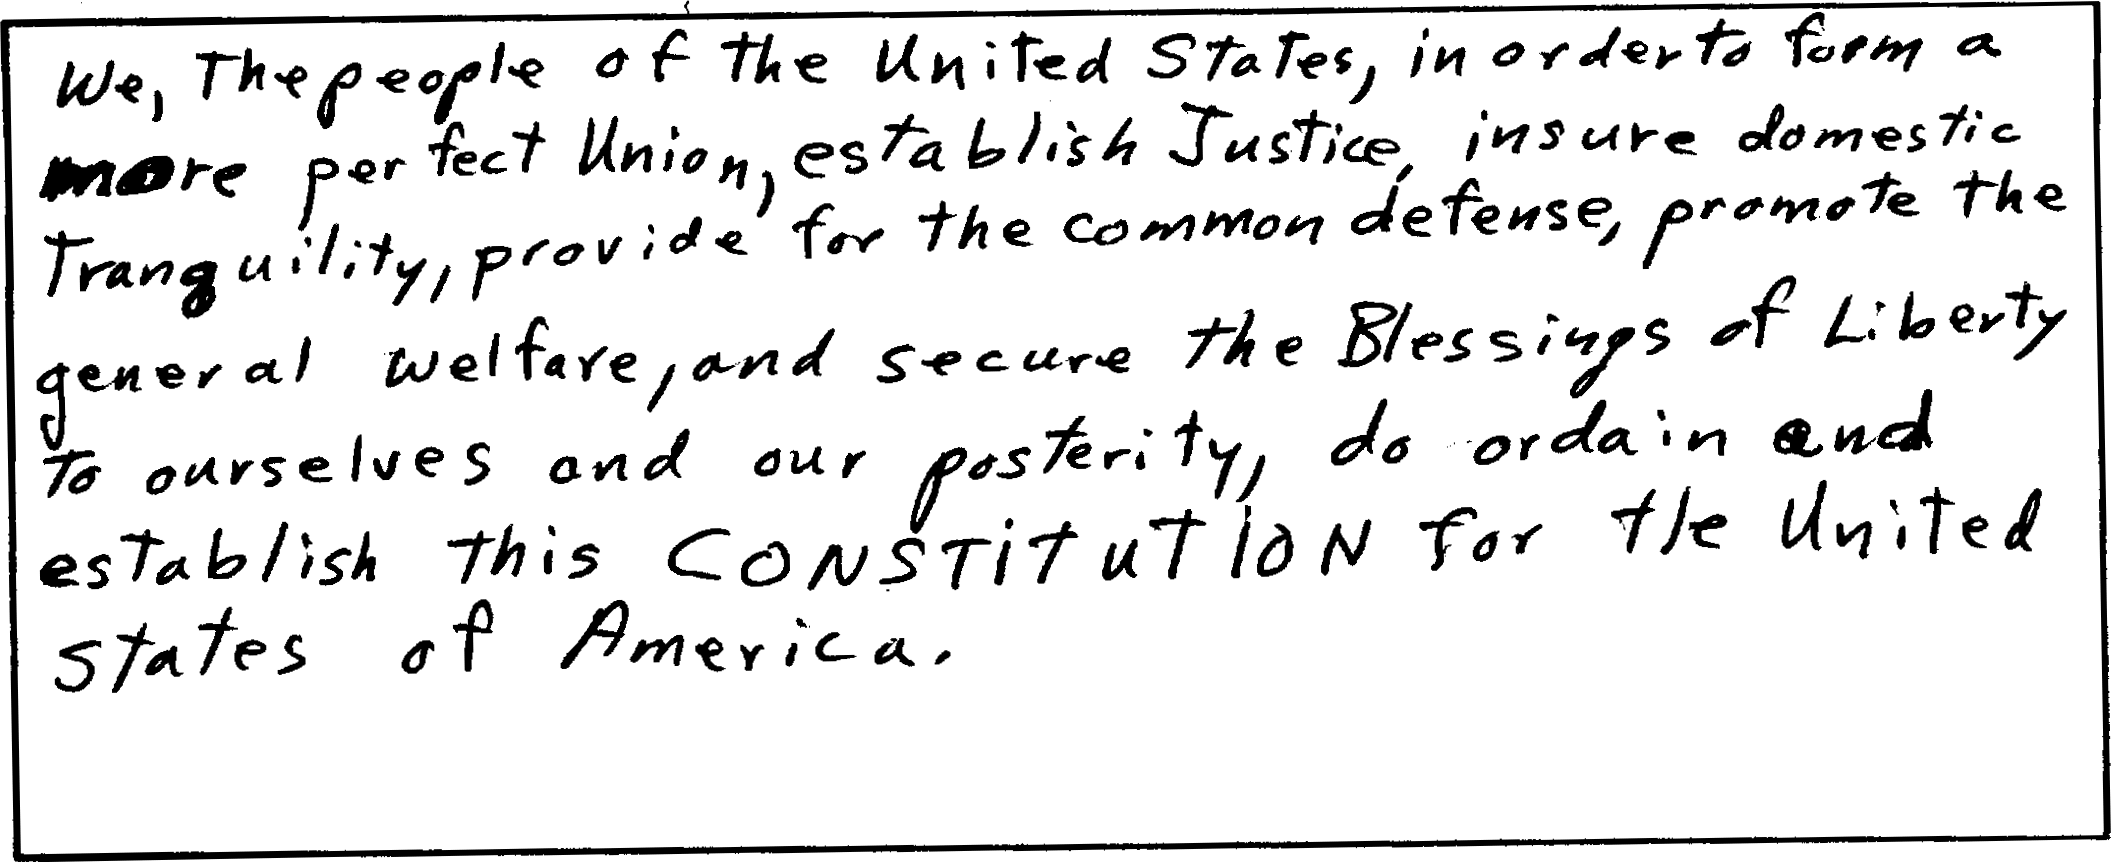 We, The people of the United States, in order to form a
more perfect Union, establish Justice, insure domestic
Tranquility, provide for the common defense, promote the
general welfare, and secure the Blessings of Liberty
To ourselves and our posterity, do ordain and
establish this CONSTiTUTION for the United
States of America.